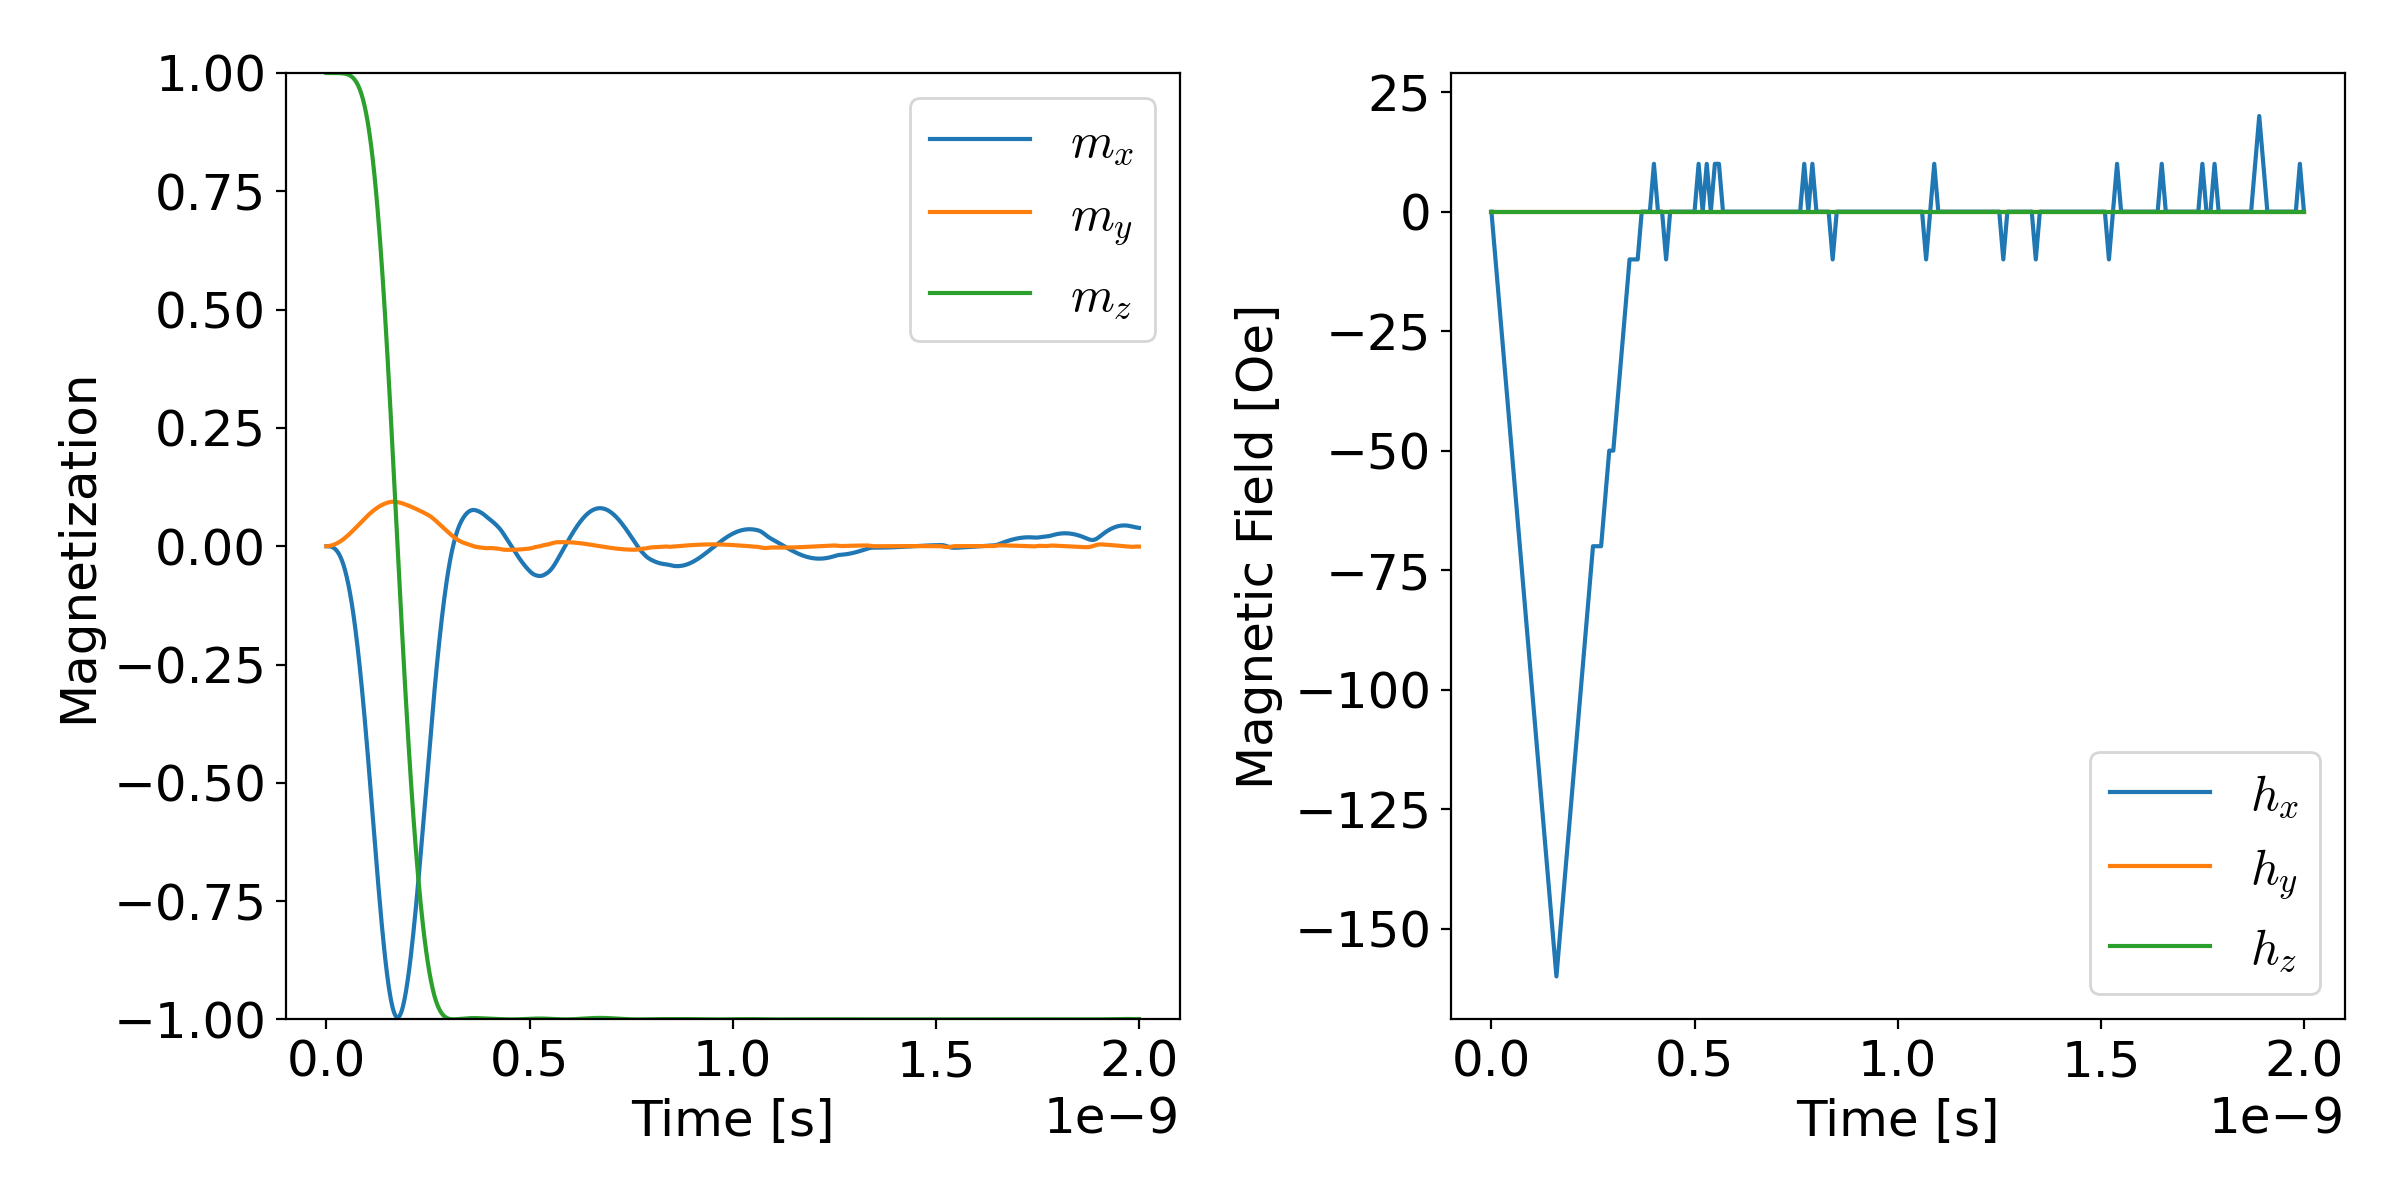 Magnetization
1.00
0.75
0.50
0.25
0.00
−0.25
−0.50
−0.75
−1.00
m_x
m_y
m_z
0.0 0.5 1.0 1.5 2.0
Time [s]
1e−9
Magnetic Field [Oe]
25
0
−25
−50
−75
−100
−125
−150
h_x
h_y
h_z
0.0 0.5 1.0 1.5 2.0
Time [s]
1e−9